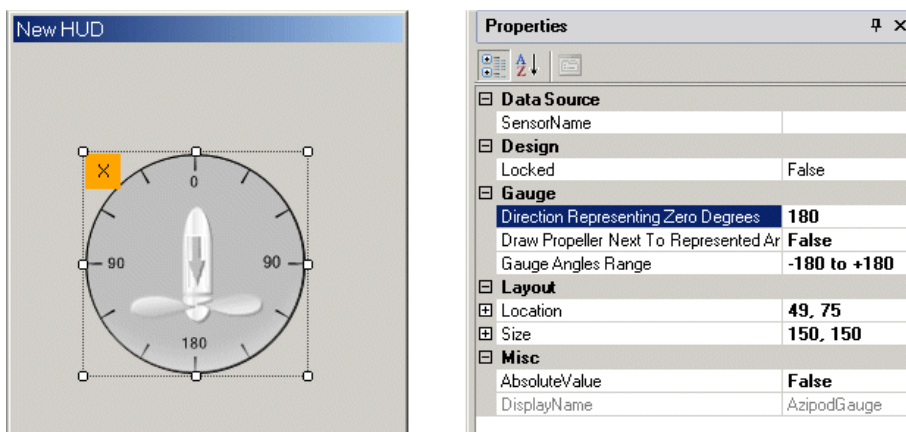 New HUD
X
0
90 90
180
Properties
A
Z
Data Source
SensorName
Design
Locked False
Gauge
Direction Representing Zero Degrees 180
Draw Propeller Next To Represented Ar False
Gauge Angles Range -180 to +180
Layout
Location 49, 75
Size 150, 150
Misc
AbsoluteValue False
DisplayName AzipodGauge